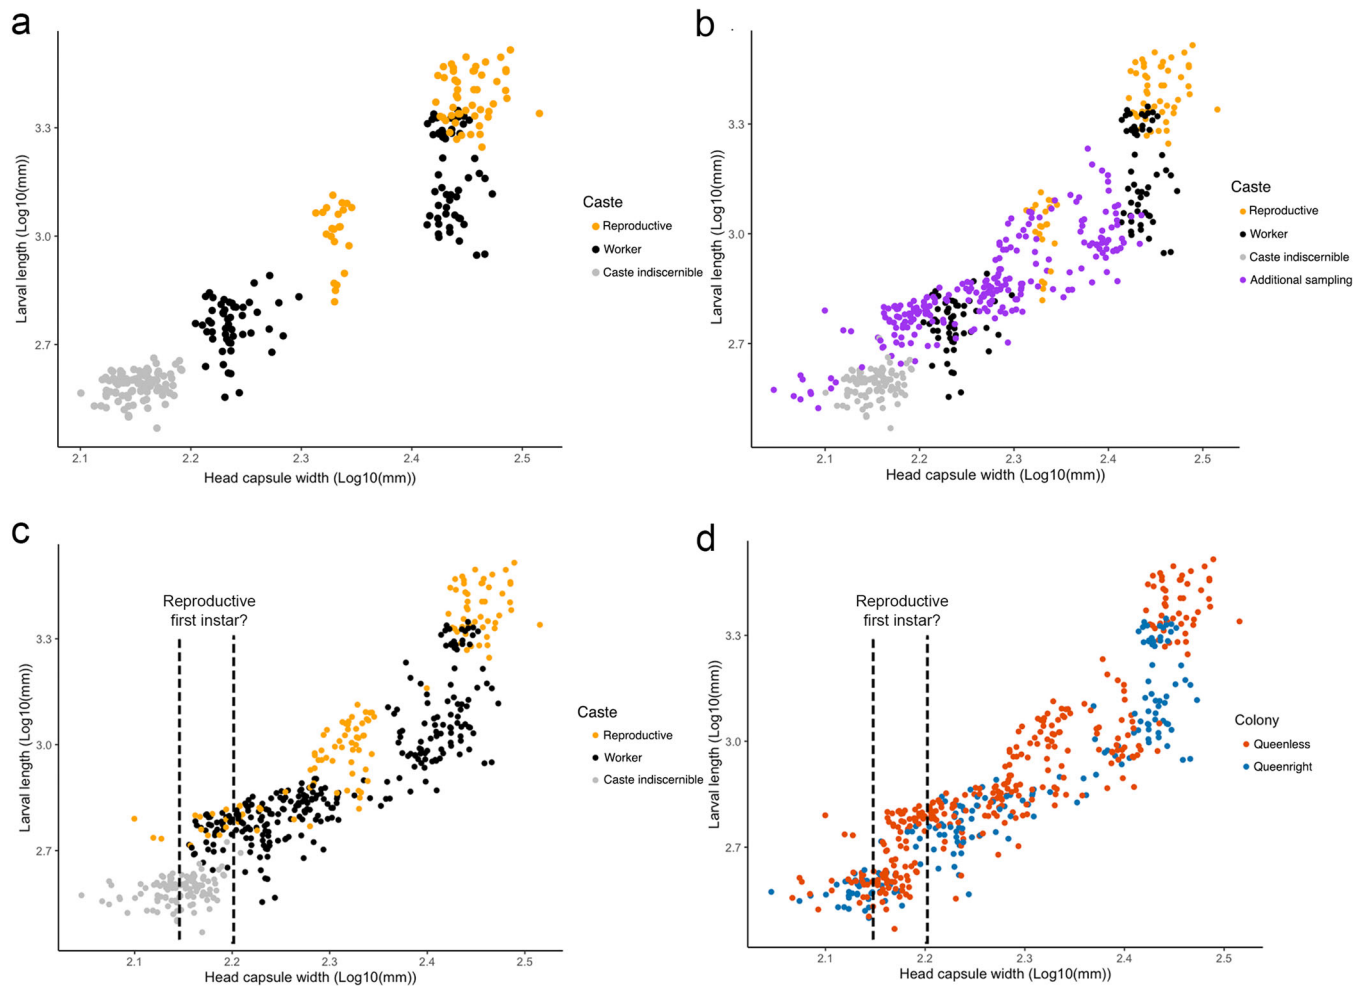 a
3.3
3.0
2.7
Larval length (Log10(mm))
2.1 2.2 2.3 2.4 2.5
Head capsule width (Log10(mm))
Caste
Reproductive
Worker
Caste indiscernible
b
3.3
3.0
2.7
Larval length (Log10(mm))
2.1 2.2 2.3 2.4 2.5
Head capsule width (Log10(mm))
Caste
Reproductive
Worker
Caste indiscernible
Additional sampling
c
Reproductive
first instar?
3.3
3.0
2.7
Larval length (Log10(mm))
2.1 2.2 2.3 2.4 2.5
Head capsule width (Log10(mm))
Caste
Reproductive
Worker
Caste indiscernible
d
Reproductive
first instar?
3.3
3.0
2.7
Larval length (Log10(mm))
2.1 2.2 2.3 2.4 2.5
Head capsule width (Log10(mm))
Colony
Queenless
Queenright